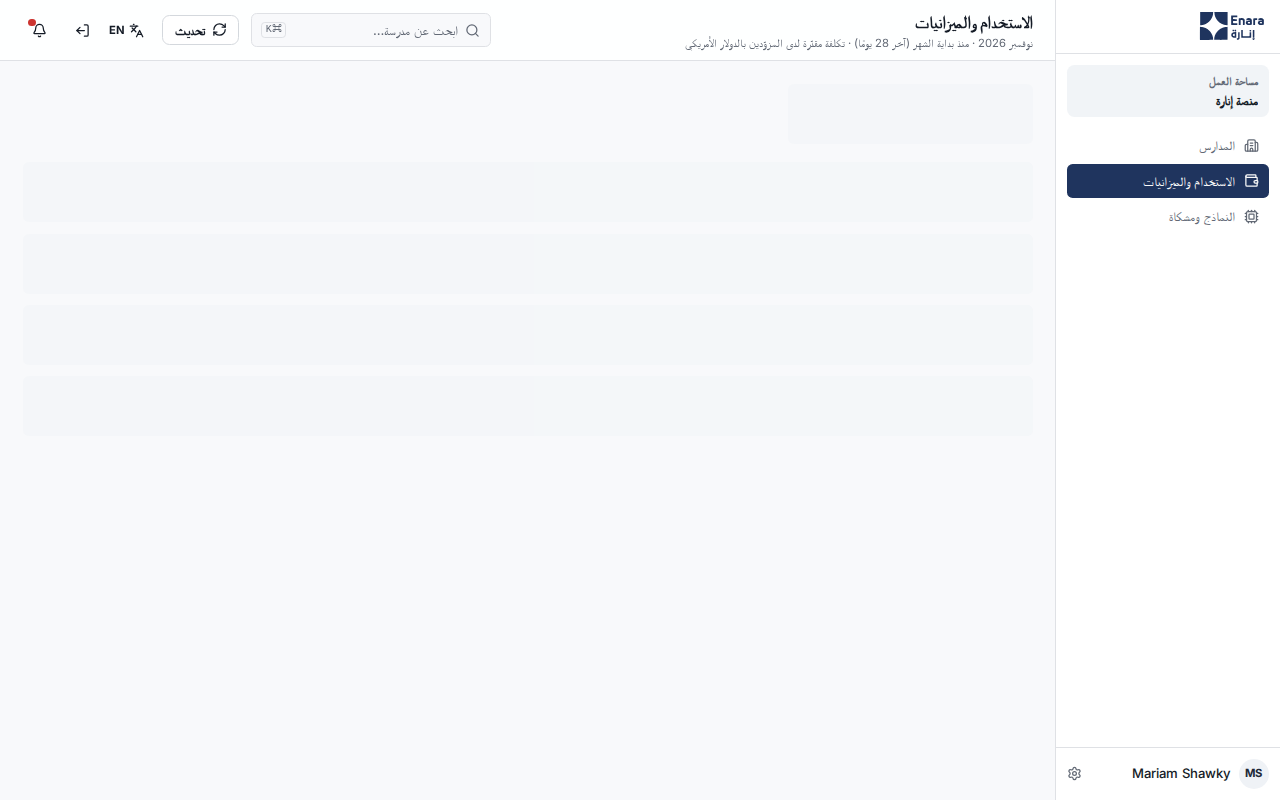 Enara
إنارة
مساحة العمل
منصة إنارة
المدارس
الاستخدام والميزانيات
النماذج ومشكاة
MS Mariam Shawky
الاستخدام والميزانيات
نوفمبر 2026 · منذ بداية الشهر (آخر 28 يومًا) · تكلفة مقدّرة لدى المزوّدين بالدولار الأمريكي
ابحث عن مدرسة...
⌘K
تحديث
EN